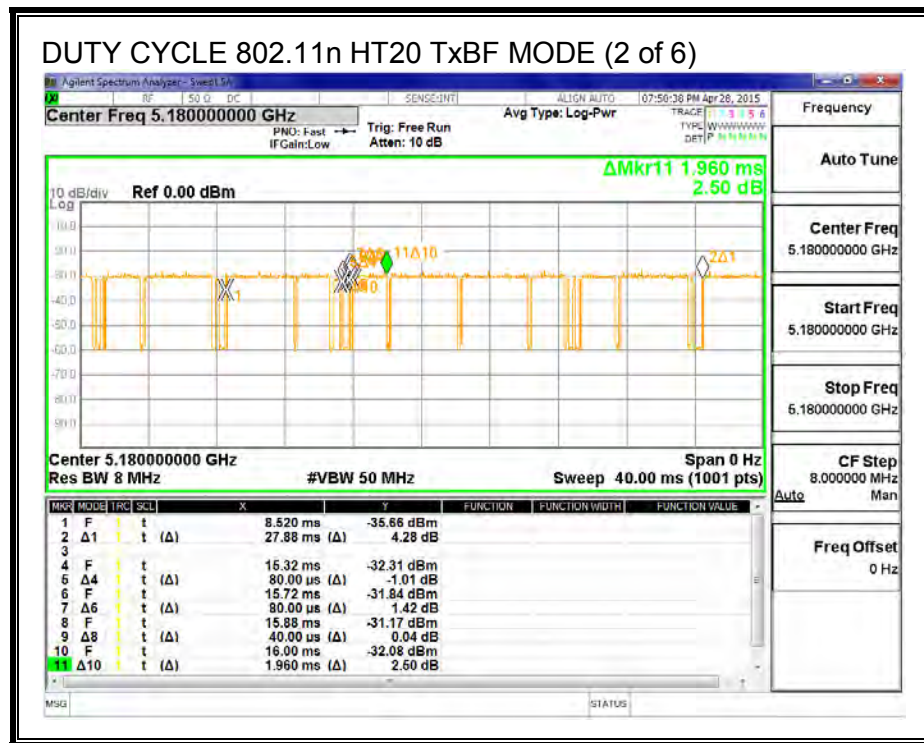 DUTY CYCLE 802.11n HT20 TxBF MODE (2 of 6)
Agilent Spectrum Analyzer - Swept SA
RF 50 Ω DC SENSE:INT ALIGN AUTO 07:50:38 PM Apr 28, 2015
Center Freq 5.180000000 GHz
Avg Type: Log-Pwr
TRACE 1 2 3 4 5 6
TYPE WWWWWW
DET P N N N N N
PNO: Fast
IFGain:Low
Trig: Free Run
Atten: 10 dB
ΔMkr11 1.960 ms
2.50 dB
10 dB/div Ref 0.00 dBm
Log
11Δ10
2Δ1
1
-40.0
-50.0
-60.0
-70.0
Center 5.180000000 GHz Span 0 Hz
Res BW 8 MHz #VBW 50 MHz Sweep 40.00 ms (1001 pts)
MKR MODE TRC SCL X Y FUNCTION FUNCTION WIDTH FUNCTION VALUE
1 F 1 t 8.520 ms -35.66 dBm
2 Δ1 1 t (Δ) 27.88 ms (Δ) 4.28 dB
3
4 F 1 t 15.32 ms -32.31 dBm
5 Δ4 1 t (Δ) 80.00 µs (Δ) -1.01 dB
6 F 1 t 15.72 ms -31.84 dBm
7 Δ6 1 t (Δ) 80.00 µs (Δ) 1.42 dB
8 F 1 t 15.88 ms -31.17 dBm
9 Δ8 1 t (Δ) 40.00 µs (Δ) 0.04 dB
10 F 1 t 16.00 ms -32.08 dBm
11 Δ10 1 t (Δ) 1.960 ms (Δ) 2.50 dB
MSG STATUS
Frequency
Auto Tune
Center Freq
5.180000000 GHz
Start Freq
5.180000000 GHz
Stop Freq
5.180000000 GHz
CF Step
8.000000 MHz
Auto Man
Freq Offset
0 Hz